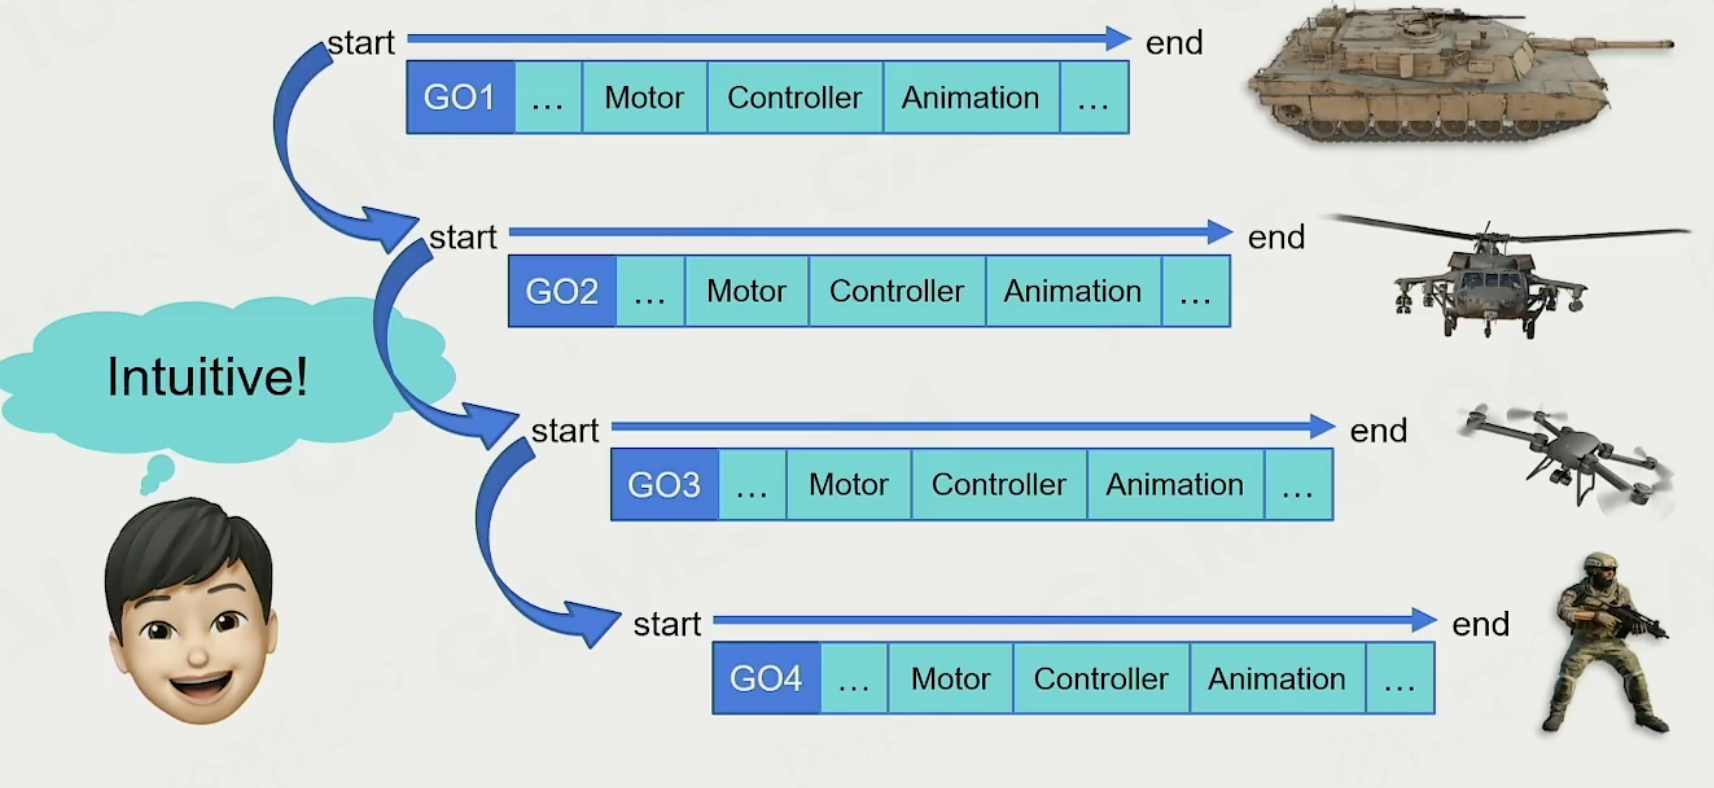 start end
GO1 ... Motor Controller Animation ...
start end
GO2 ... Motor Controller Animation ...
Intuitive!
start end
GO3 ... Motor Controller Animation ...
start end
GO4 ... Motor Controller Animation ...